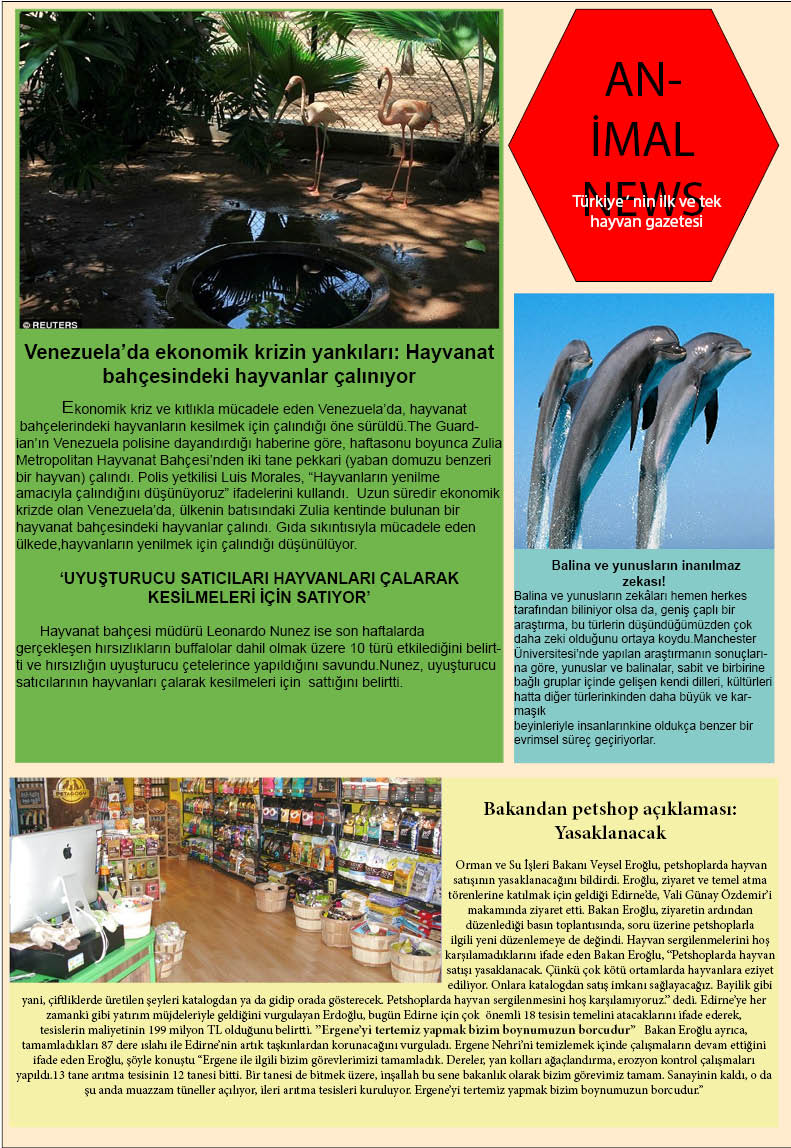 AN-
İMAL
NEWS
Türkiye' nin ilk ve tek
hayvan gazetesi
© REUTERS
Venezuela’da ekonomik krizin yankıları: Hayvanat
bahçesindeki hayvanlar çalınıyor
Ekonomik kriz ve kıtlıkla mücadele eden Venezuela’da, hayvanat
bahçelerindeki hayvanların kesilmek için çalındığı öne sürüldü.The Guard-
ian’ın Venezuela polisine dayandırdığı haberine göre, haftasonu boyunca Zulia
Metropolitan Hayvanat Bahçesi’nden iki tane pekkari (yaban domuzu benzeri
bir hayvan) çalındı. Polis yetkilisi Luis Morales, “Hayvanların yenilme
amacıyla çalındığını düşünüyoruz” ifadelerini kullandı.  Uzun süredir ekonomik
krizde olan Venezuela’da, ülkenin batısındaki Zulia kentinde bulunan bir
hayvanat bahçesindeki hayvanlar çalındı. Gıda sıkıntısıyla mücadele eden
ülkede,hayvanların yenilmek için çalındığı düşünülüyor.
‘UYUŞTURUCU SATICILARI HAYVANLARI ÇALARAK
KESİLMELERİ İÇİN SATIYOR’
Hayvanat bahçesi müdürü Leonardo Nunez ise son haftalarda
gerçekleşen hırsızlıkların buffalolar dahil olmak üzere 10 türü etkilediğini belirt-
ti ve hırsızlığın uyuşturucu çetelerince yapıldığını savundu.Nunez, uyuşturucu
satıcılarının hayvanları çalarak kesilmeleri için  sattığını belirtti.
Balina ve yunusların inanılmaz
zekası!
Balina ve yunusların zekâları hemen herkes
tarafından biliniyor olsa da, geniş çaplı bir
araştırma, bu türlerin düşündüğümüzden çok
daha zeki olduğunu ortaya koydu.Manchester
Üniversitesi’nde yapılan araştırmanın sonuçları-
na göre, yunuslar ve balinalar, sabit ve birbirine
bağlı gruplar içinde gelişen kendi dilleri, kültürleri
hatta diğer türlerinkinden daha büyük ve kar-
maşık
beyinleriyle insanlarınkine oldukça benzer bir
evrimsel süreç geçiriyorlar.
PETAGOGU
Bakandan petshop açıklaması:
Yasaklanacak
Orman ve Su İşleri Bakanı Veysel Eroğlu, petshoplarda hayvan
satışının yasaklanacağını bildirdi. Eroğlu, ziyaret ve temel atma
törenlerine katılmak için geldiği Edirne’de, Vali Günay Özdemir’i
makamında ziyaret etti. Bakan Eroğlu, ziyaretin ardından
düzenlediği basın toplantısında, soru üzerine petshoplarla
ilgili yeni düzenlemeye de değindi. Hayvan sergilenmelerini hoş
karşılamadıklarını ifade eden Bakan Eroğlu, “Petshoplarda hayvan
satışı yasaklanacak. Çünkü çok kötü ortamlarda hayvanlara eziyet
ediliyor. Onlara katalogdan satış imkanı sağlayacağız. Bayilik gibi
yani, çiftliklerde üretilen şeyleri katalogdan ya da gidip orada gösterecek. Petshoplarda hayvan sergilenmesini hoş karşılamıyoruz.” dedi. Edirne’ye her
zamanki gibi yatırım müjdeleriyle geldiğini vurgulayan Erdoğlu, bugün Edirne için çok  önemli 18 tesisin temelini atacaklarını ifade ederek,
tesislerin maliyetinin 199 milyon TL olduğunu belirtti. ”Ergene’yi tertemiz yapmak bizim boynumuzun borcudur”   Bakan Eroğlu ayrıca,
tamamladıkları 87 dere ıslahı ile Edirne’nin artık taşkınlardan korunacağını vurguladı. Ergene Nehri’ni temizlemek içinde çalışmaların devam ettiğini
ifade eden Eroğlu, şöyle konuştu “Ergene ile ilgili bizim görevlerimizi tamamladık. Dereler, yan kolları ağaçlandırma, erozyon kontrol çalışmaları
yapıldı.13 tane arıtma tesisinin 12 tanesi bitti. Bir tanesi de bitmek üzere, inşallah bu sene bakanlık olarak bizim görevimiz tamam. Sanayinin kaldı, o da
şu anda muazzam tüneller açılıyor, ileri arıtma tesisleri kuruluyor. Ergene’yi tertemiz yapmak bizim boynumuzun borcudur.”